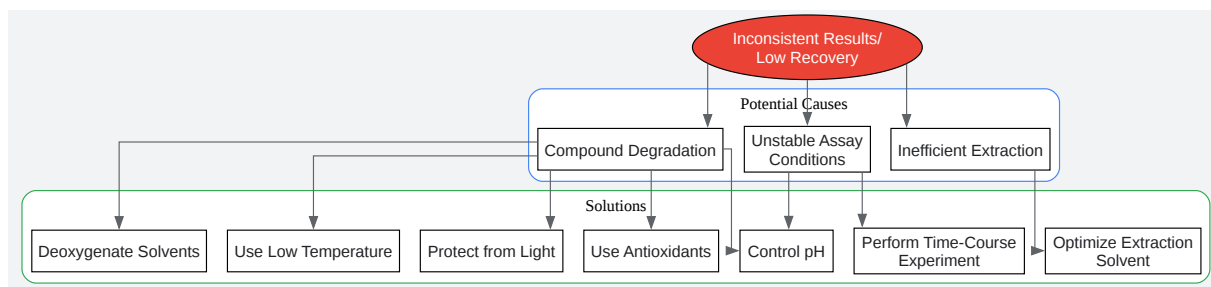 Inconsistent Results/
Low Recovery
Potential Causes
Compound Degradation
Unstable Assay
Conditions
Inefficient Extraction
Solutions
Deoxygenate Solvents
Use Low Temperature
Protect from Light
Use Antioxidants
Control pH
Perform Time-Course
Experiment
Optimize Extraction
Solvent